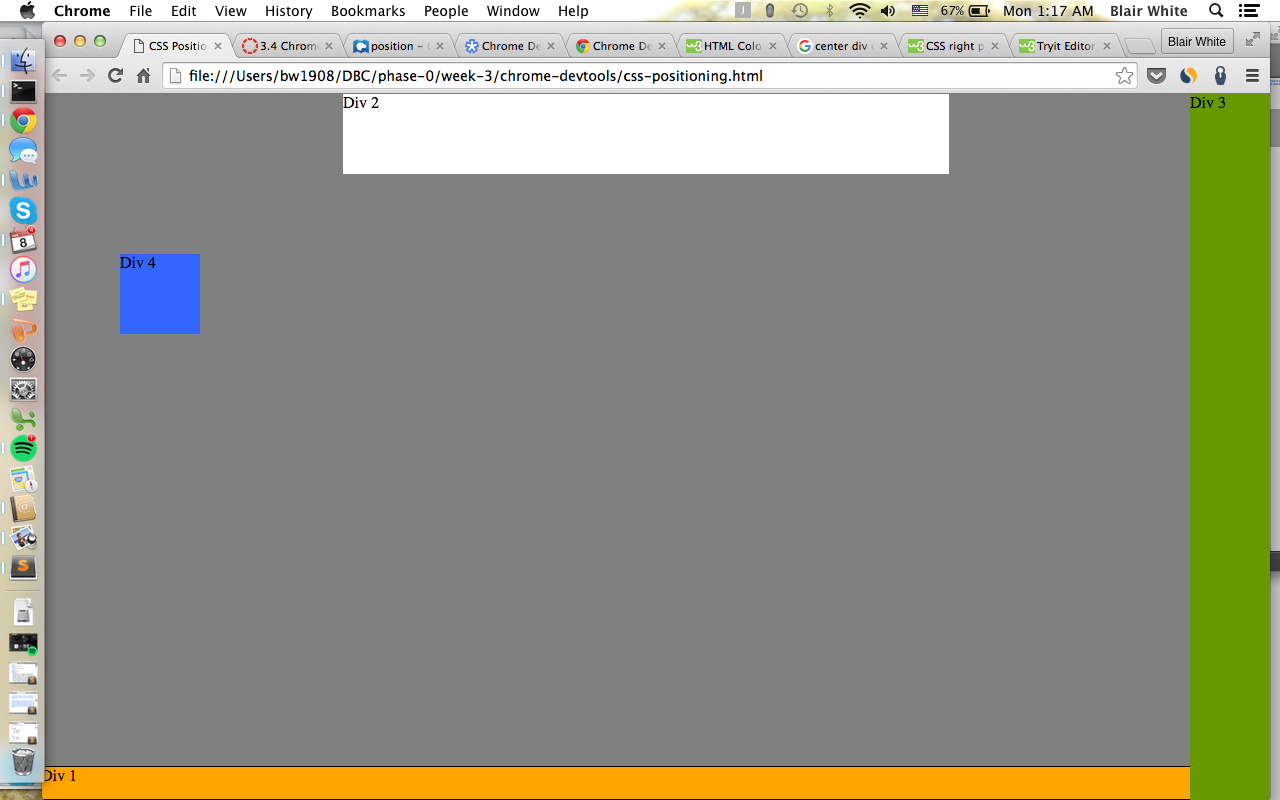 Chrome File Edit View History Bookmarks People Window Help 67% Mon 1:17 AM Blair White
CSS Positio 3.4 Chrom position – Chrome De Chrome De HTML Colo center div CSS right p Tryit Editor Blair White
file:///Users/bw1908/DBC/phase-0/week-3/chrome-devtools/css-positioning.html
Div 2
Div 3
Div 4
8
Div 1